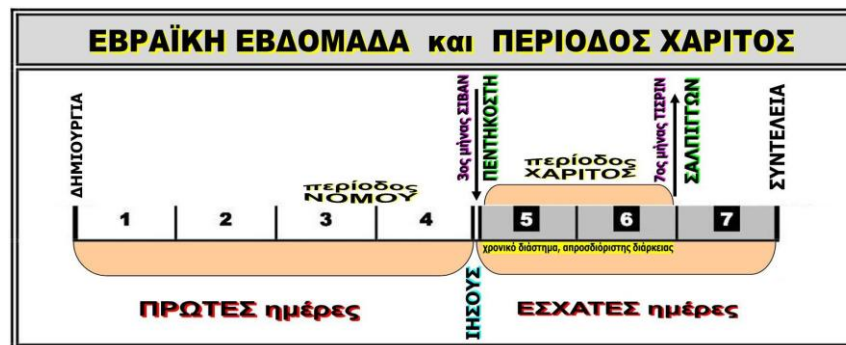 ΕΒΡΑΪΚΗ ΕΒΔΟΜΑΔΑ και ΠΕΡΙΟΔΟΣ ΧΑΡΙΤΟΣ
ΔΗΜΙΟΥΡΓΙΑ
περίοδος
ΝΟΜΟΥ
3ος μήνας ΣΙΒΑΝ
ΠΕΝΤΗΚΟΣΤΗ
περίοδος
ΧΑΡΙΤΟΣ
7ος μήνας ΤΙΣΡΙΝ
ΣΑΛΠΙΓΓΩΝ
ΣΥΝΤΕΛΕΙΑ
1 2 3 4 5 6 7
χρονικό διάστημα, απροσδιόριστης διάρκειας
ΠΡΩΤΕΣ ημέρες
ΙΗΣΟΥΣ
ΕΣΧΑΤΕΣ ημέρες